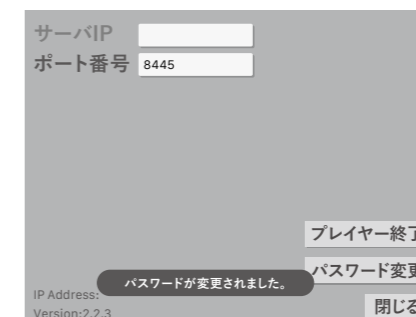 サーバIP
ポート番号 8445
プレイヤー終了
パスワード変更
パスワードが変更されました。
閉じる
IP Address:
Version:2.2.3